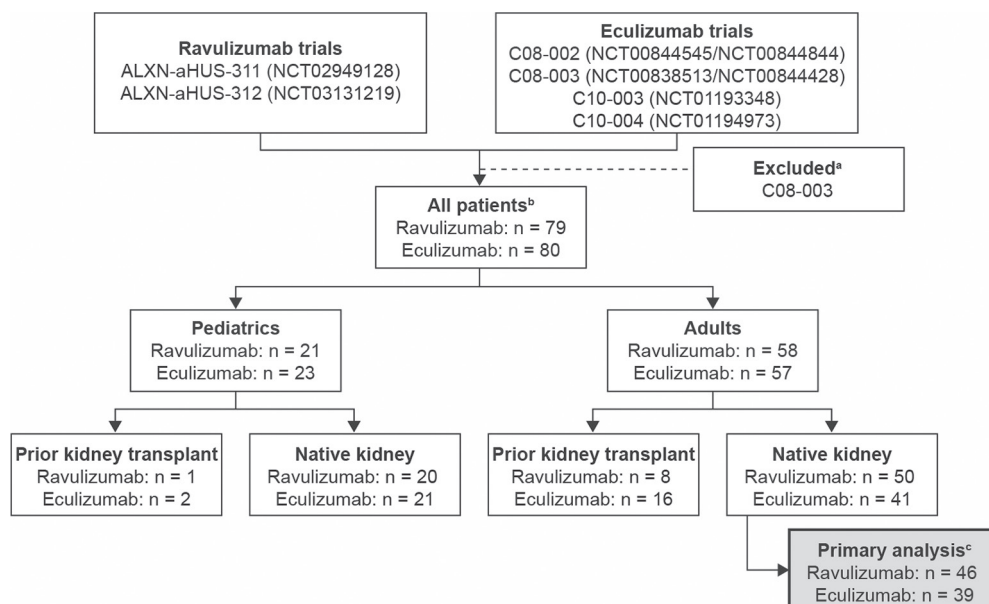 Ravulizumab trials
ALXN-aHUS-311 (NCT02949128)
ALXN-aHUS-312 (NCT03131219)
Eculizumab trials
C08-002 (NCT00844545/NCT00844844)
C08-003 (NCT00838513/NCT00844428)
C10-003 (NCT01193348)
C10-004 (NCT01194973)
Excludedᵃ
C08-003
All patientsᵇ
Ravulizumab: n = 79
Eculizumab: n = 80
Pediatrics
Ravulizumab: n = 21
Eculizumab: n = 23
Adults
Ravulizumab: n = 58
Eculizumab: n = 57
Prior kidney transplant
Ravulizumab: n = 1
Eculizumab: n = 2
Native kidney
Ravulizumab: n = 20
Eculizumab: n = 21
Prior kidney transplant
Ravulizumab: n = 8
Eculizumab: n = 16
Native kidney
Ravulizumab: n = 50
Eculizumab: n = 41
Primary analysisᶜ
Ravulizumab: n = 46
Eculizumab: n = 39